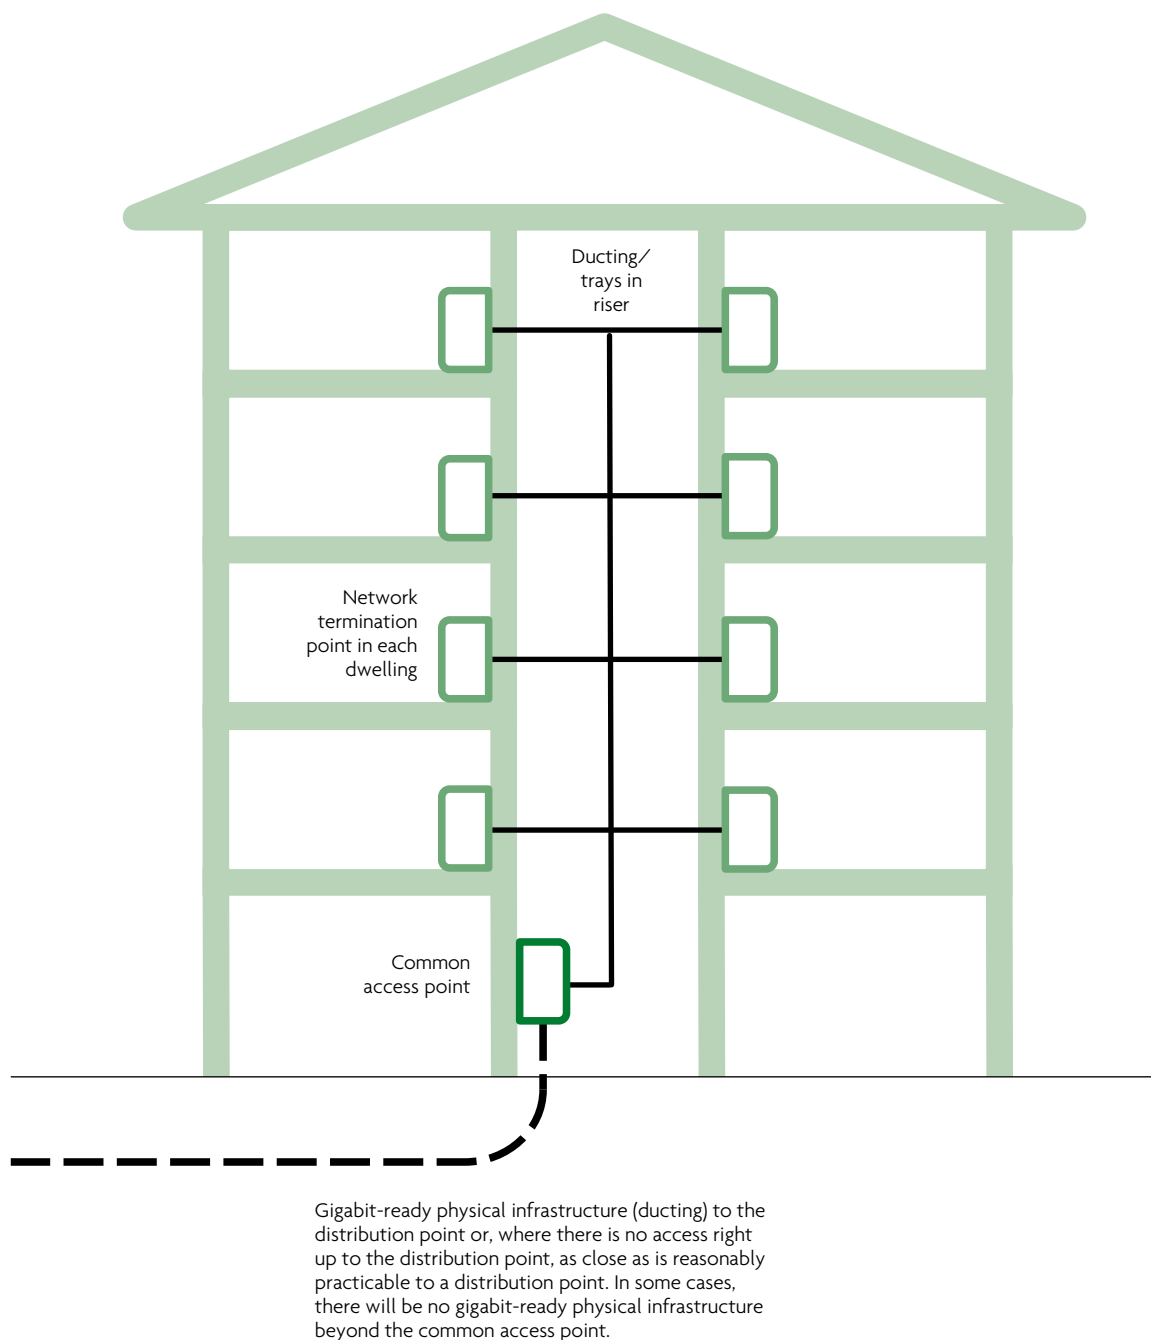 Ducting/
trays in
riser
Network
termination
point in each
dwelling
Common
access point
Gigabit-ready physical infrastructure (ducting) to the
distribution point or, where there is no access right
up to the distribution point, as close as is reasonably
practicable to a distribution point. In some cases,
there will be no gigabit-ready physical infrastructure
beyond the common access point.